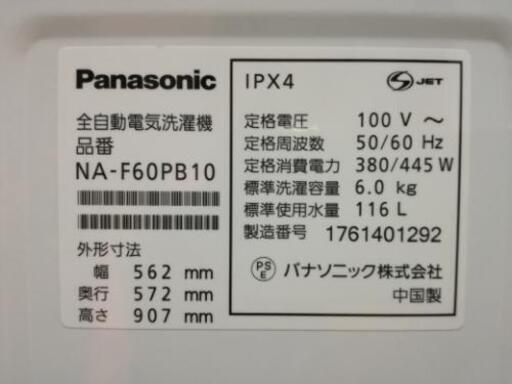 Panasonic
全自動電気洗濯機
品番
NA-F60PB10
外形寸法
幅 562 mm
奥行 572 mm
高さ 907 mm
IPX4
S JET
定格電圧 100 V ～
定格周波数 50/60 Hz
定格消費電力 380/445 W
標準洗濯容量 6.0 kg
標準使用水量 116 L
製造番号 1761401292
PS
E
パナソニック株式会社
中国製